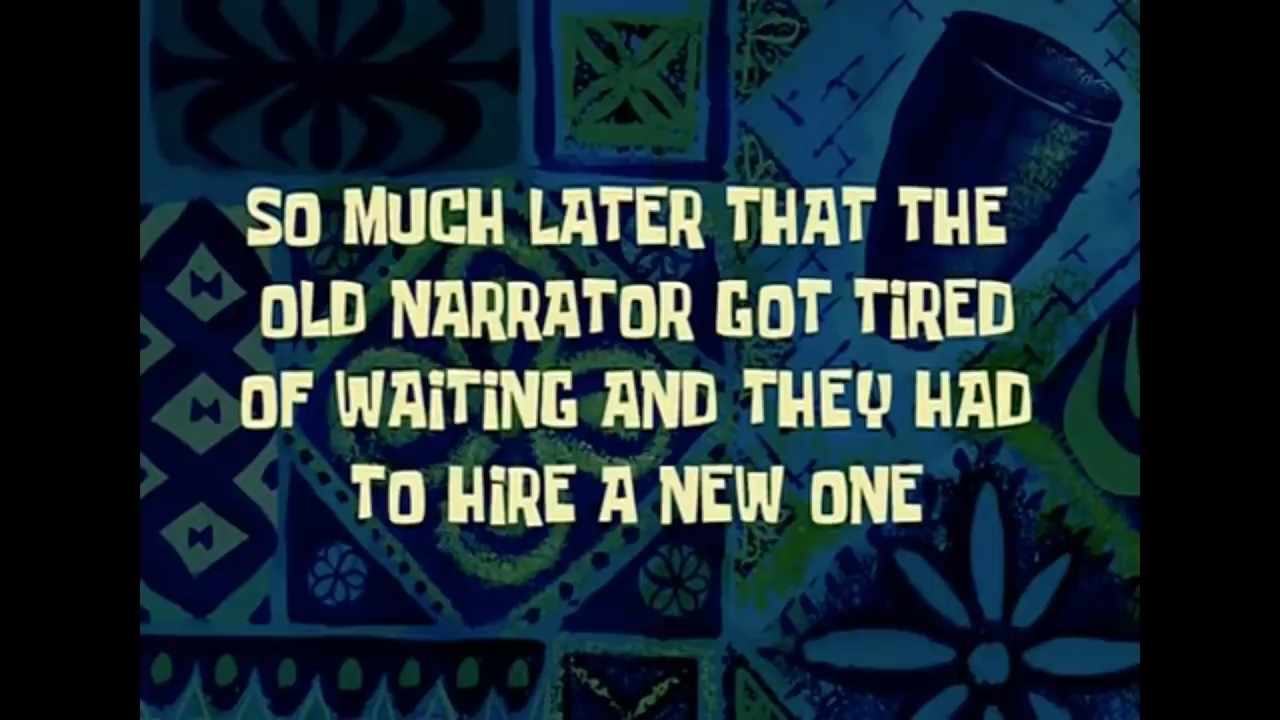 SO MUCH LATER THAT THE
OLD NARRATOR GOT TiRED
OF WAiTiNG AND THEY HAD
TO HiRE A NEW ONE